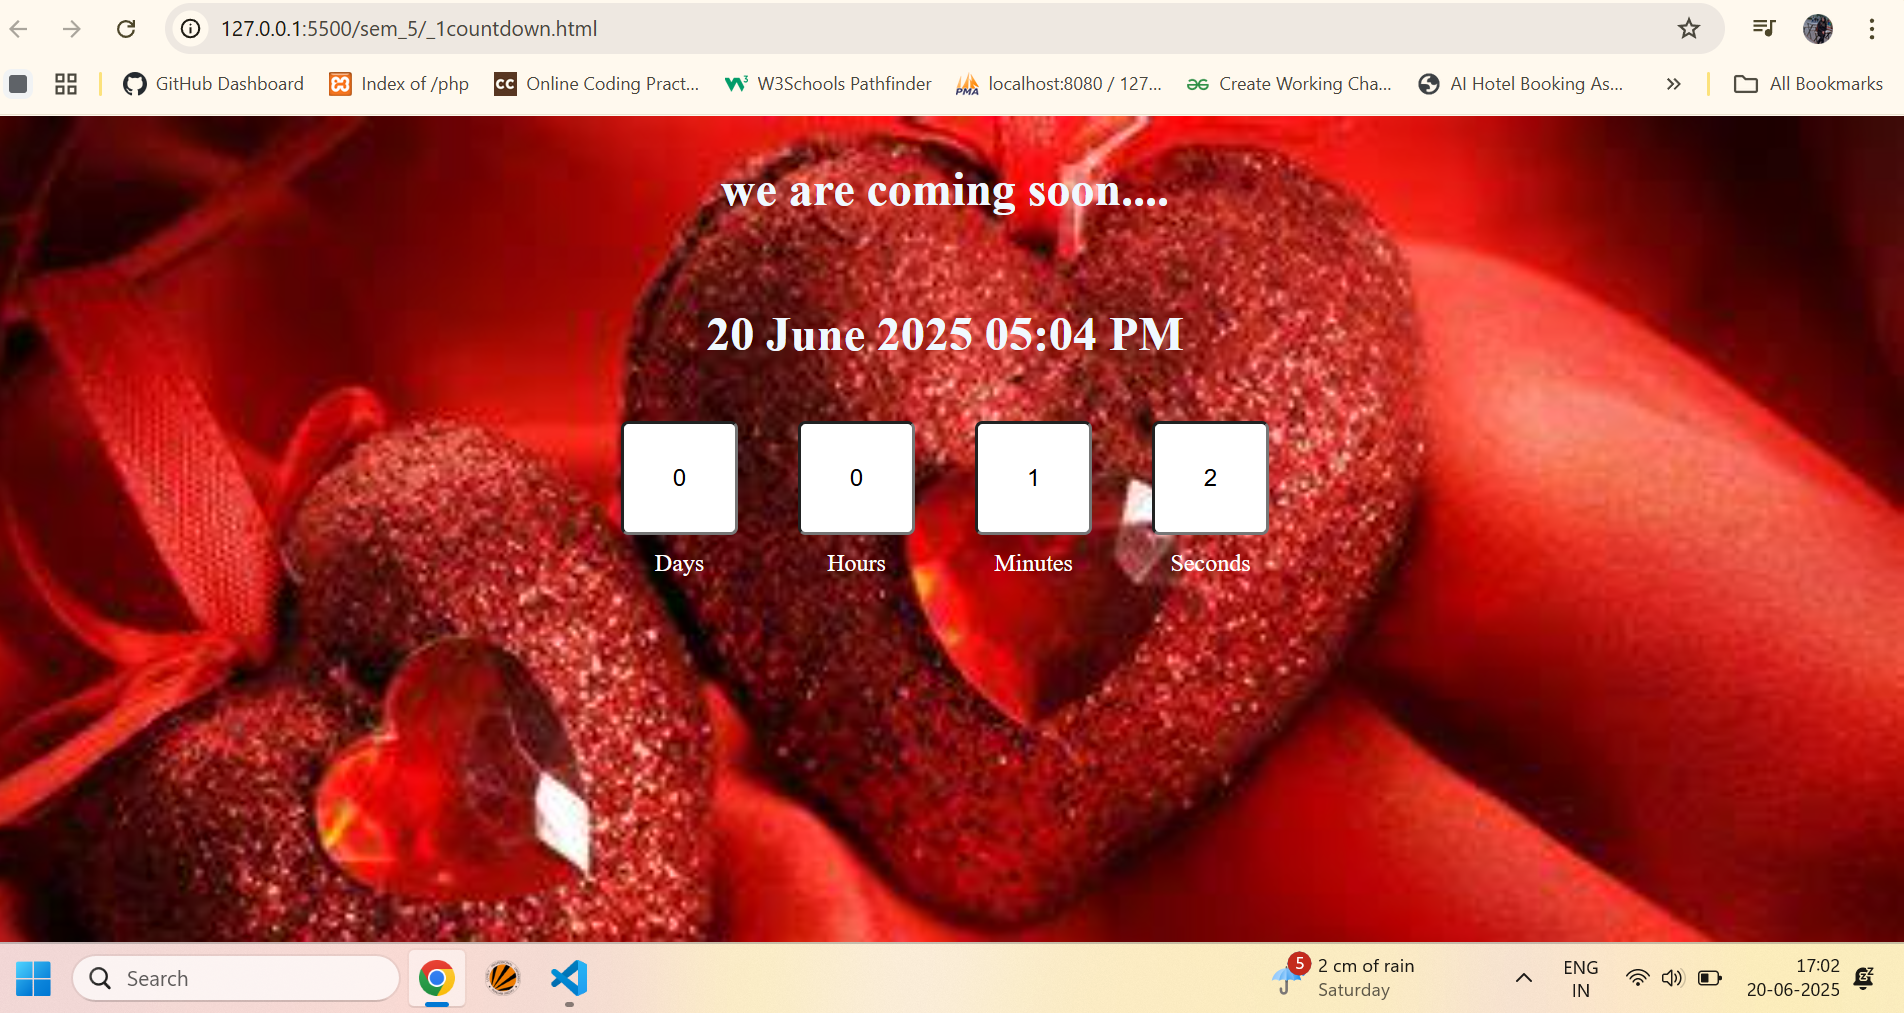 127.0.0.1:5500/sem_5/_1countdown.html
GitHub Dashboard
Index of /php
CC
Online Coding Pract...
W3Schools Pathfinder
PMA
localhost:8080 / 127...
Create Working Cha...
AI Hotel Booking As...
All Bookmarks
we are coming soon....
20 June 2025 05:04 PM
0 0 1 2
Days Hours Minutes Seconds
Search
5
2 cm of rain
Saturday
ENG
IN
17:02
20-06-2025